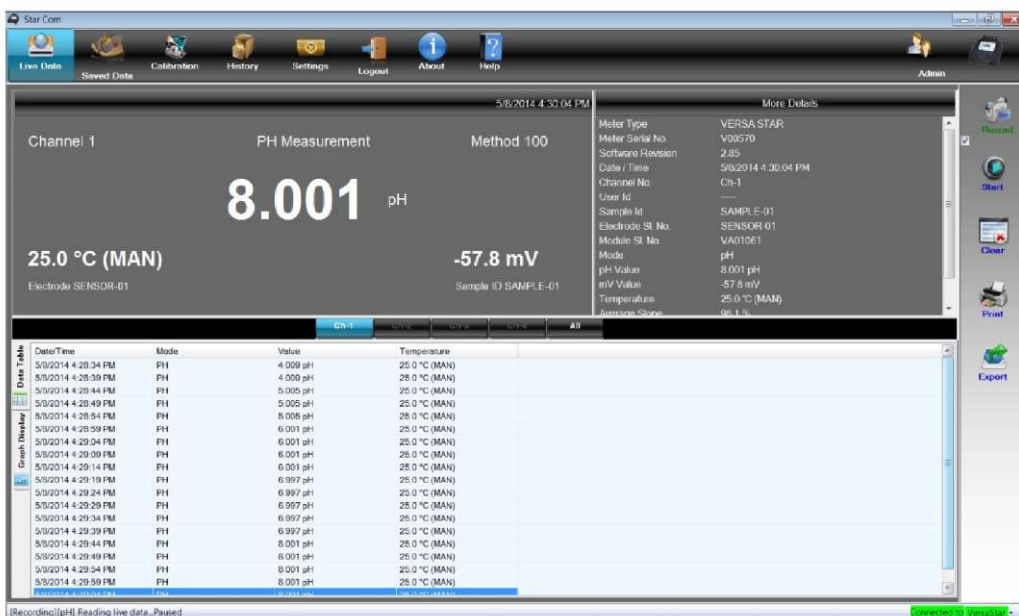 Star Com
Live Data
Saved Data
Calibration
History
Settings
Logout
About
Help
Admin
5/8/2014 4:30:04 PM
Channel 1
PH Measurement
Method 100
8.001 pH
25.0 °C (MAN)
-57.8 mV
Electrode SENSOR-01
Sample ID SAMPLE-01
More Details
Meter Type VERSA STAR
Meter Serial No. V00570
Software Revision 2.85
Date / Time 5/8/2014 4:30:04 PM
Channel No. Ch-1
User Id ----
Sample Id SAMPLE-01
Electrode Sl. No. SENSOR-01
Module Sl. No. VA01061
Mode pH
pH Value 8.001 pH
mV Value -57.8 mV
Temperature 25.0 °C (MAN)
Average Slope 98.1 %
Record
Start
Clear
Print
Export
Ch-1
Ch-2
Ch-3
Ch-4
All
Data Table
Graph Display
Date/Time Mode Value Temperature
5/8/2014 4:28:34 PM PH 4.009 pH 25.0 °C (MAN)
5/8/2014 4:28:39 PM PH 4.009 pH 25.0 °C (MAN)
5/8/2014 4:28:44 PM PH 5.005 pH 25.0 °C (MAN)
5/8/2014 4:28:49 PM PH 5.005 pH 25.0 °C (MAN)
5/8/2014 4:28:54 PM PH 5.005 pH 25.0 °C (MAN)
5/8/2014 4:28:59 PM PH 6.001 pH 25.0 °C (MAN)
5/8/2014 4:29:04 PM PH 6.001 pH 25.0 °C (MAN)
5/8/2014 4:29:09 PM PH 6.001 pH 25.0 °C (MAN)
5/8/2014 4:29:14 PM PH 6.001 pH 25.0 °C (MAN)
5/8/2014 4:29:19 PM PH 6.997 pH 25.0 °C (MAN)
5/8/2014 4:29:24 PM PH 6.997 pH 25.0 °C (MAN)
5/8/2014 4:29:29 PM PH 6.997 pH 25.0 °C (MAN)
5/8/2014 4:29:34 PM PH 6.997 pH 25.0 °C (MAN)
5/8/2014 4:29:39 PM PH 6.997 pH 25.0 °C (MAN)
5/8/2014 4:29:44 PM PH 8.001 pH 25.0 °C (MAN)
5/8/2014 4:29:49 PM PH 8.001 pH 25.0 °C (MAN)
5/8/2014 4:29:54 PM PH 8.001 pH 25.0 °C (MAN)
5/8/2014 4:29:59 PM PH 8.001 pH 25.0 °C (MAN)
[Recording][pH] Reading live data...Paused
Connected to VersaStar